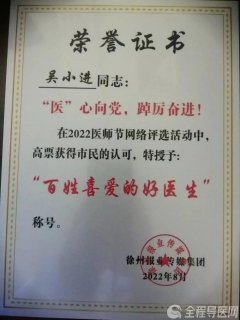 荣誉证书
吴小进同志:
“医”心向党,踔厉奋进!
在2022医师节网络评选活动中,
高票获得市民的认可,特授予:
“百姓喜爱的好医生”
称号。
徐州报业传媒集团
2022年8月
全程导医网